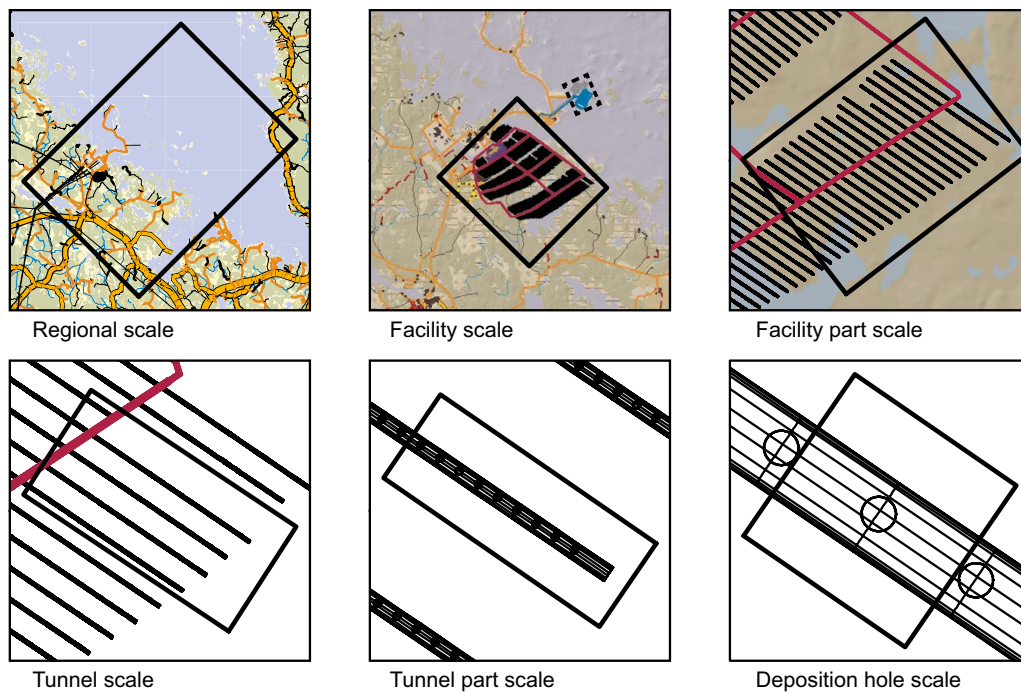 Regional scale
Facility scale
Facility part scale
Tunnel scale
Tunnel part scale
Deposition hole scale